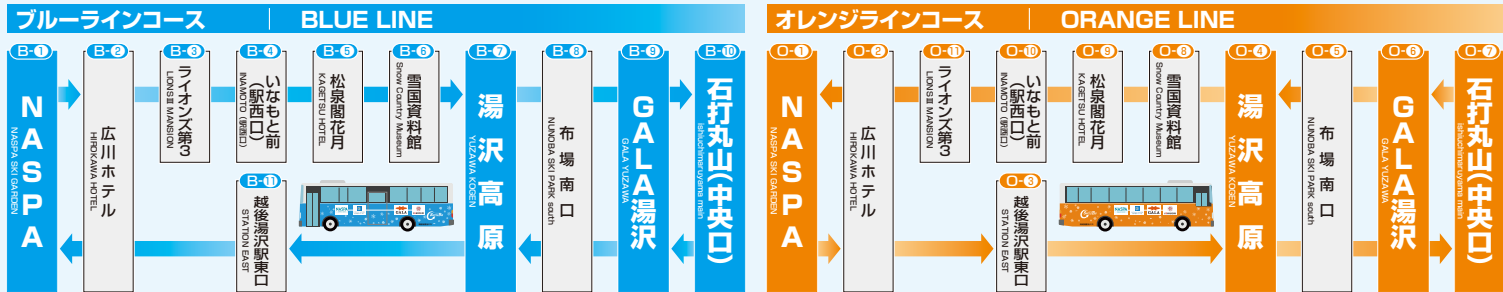 ブルーラインコース BLUE LINE
B-①
NASPA
NASPA SKI GARDEN
B-②
広川ホテル
HIROKAWA HOTEL
B-③
ライオンズ第3
LIONSⅢ MANSION
B-④
いなもと前
(駅西口)
INAMOTO (駅西口)
B-⑤
松泉閣花月
KAGETSU HOTEL
B-⑥
雪国資料館
Snow Country Museum
B-⑦
湯沢高原
YUZAWA KOGEN
B-⑧
布場南口
NUNOBA SKI PARK south
B-⑨
GALA湯沢
GALA YUZAWA
B-⑩
石打丸山(中央口)
ishiuchimaruyama main
B-⑪
越後湯沢駅東口
STATION EAST
オレンジラインコース ORANGE LINE
O-①
NASPA
NASPA SKI GARDEN
O-②
広川ホテル
HIROKAWA HOTEL
O-⑪
ライオンズ第3
LIONSⅢ MANSION
O-⑩
いなもと前
(駅西口)
INAMOTO (駅西口)
O-⑨
松泉閣花月
KAGETSU HOTEL
O-⑧
雪国資料館
Snow Country Museum
O-④
湯沢高原
YUZAWA KOGEN
O-⑤
布場南口
NUNOBA SKI PARK south
O-⑥
GALA湯沢
GALA YUZAWA
O-⑦
石打丸山(中央口)
ishiuchimaruyama main
O-③
越後湯沢駅東口
STATION EAST